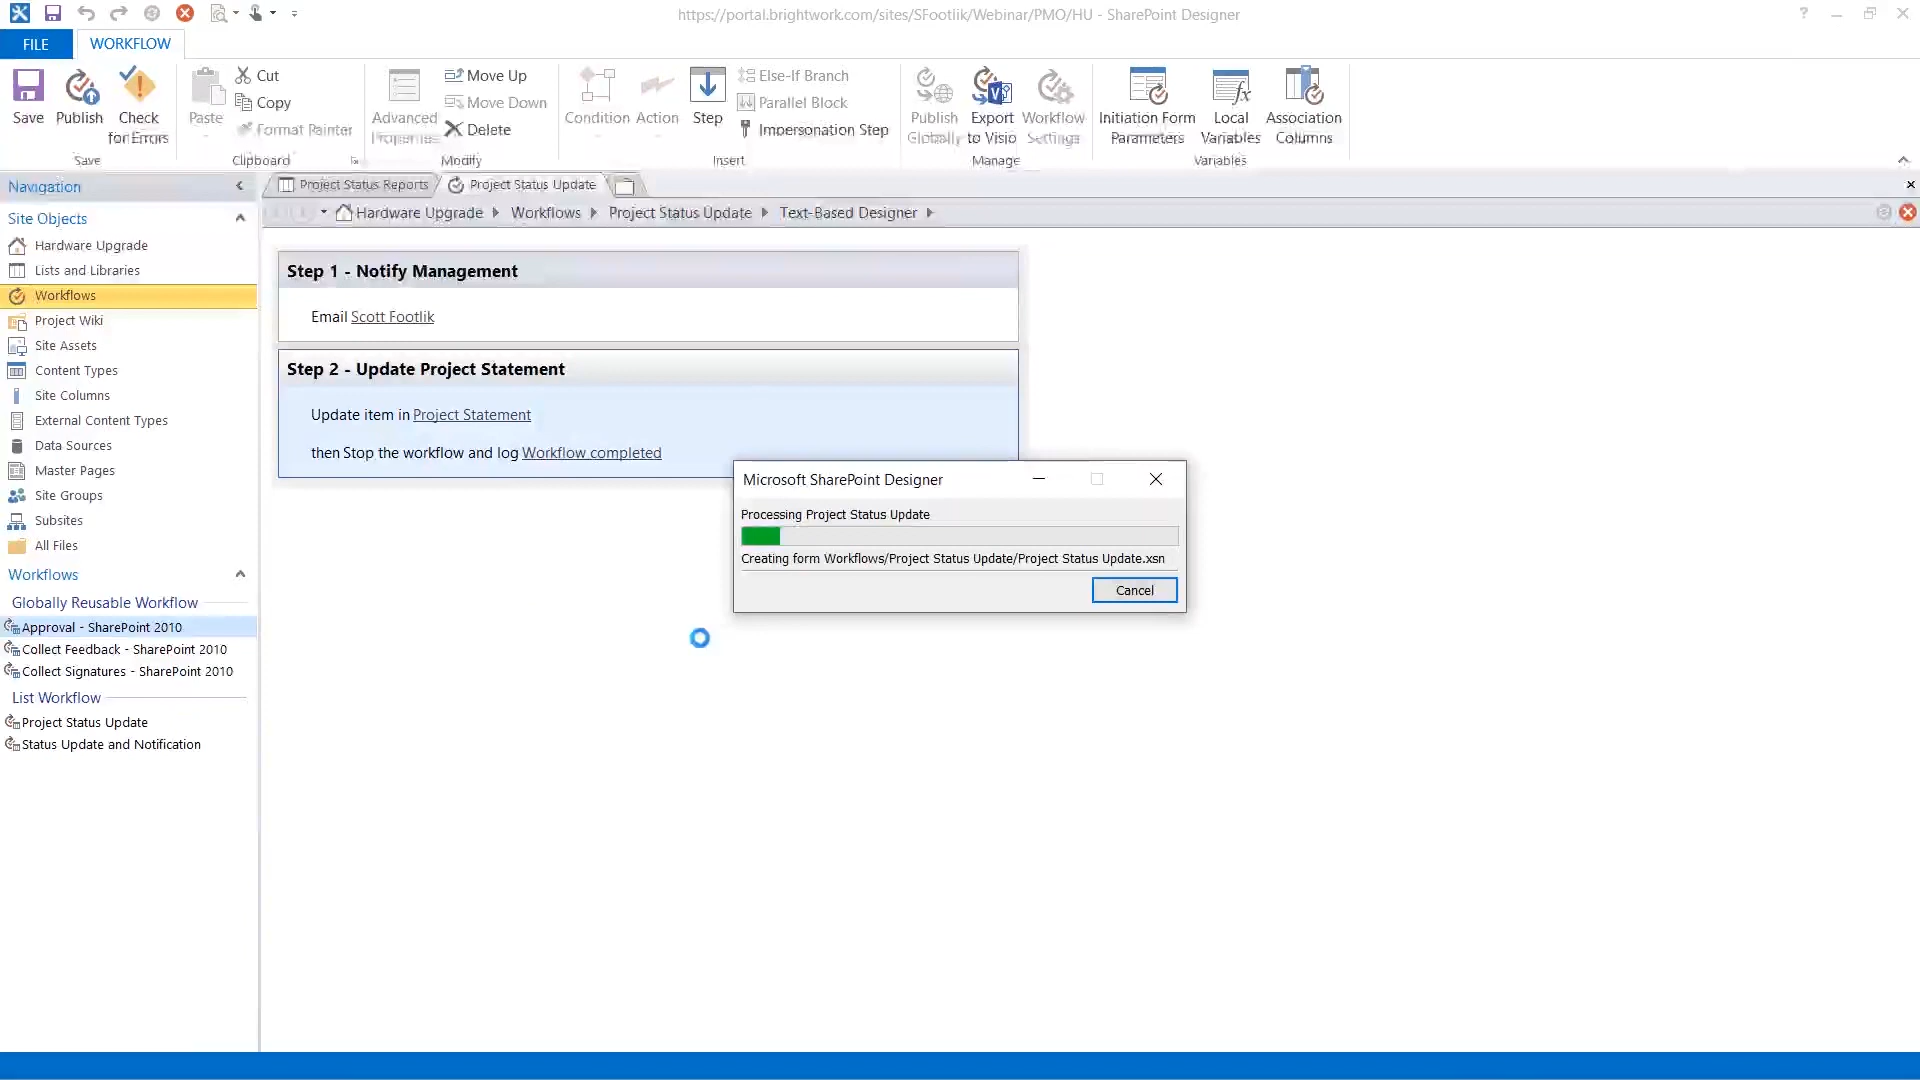 https://portal.brightwork.com/sites/SFootlik/Webinar/PMO/HU - SharePoint Designer
?
FILE
WORKFLOW
Save
Publish
Check for Errors
Save
Paste
Cut
Copy
Format Painter
Clipboard
Advanced Properties
Move Up
Move Down
Delete
Modify
Condition
Action
Step
Else-If Branch
Parallel Block
Impersonation Step
Insert
Publish Globally
Export to Visio
Workflow Settings
Manage
Initiation Form Parameters
Local Variables
Association Columns
Variables
Navigation
Project Status Reports
Project Status Update
Hardware Upgrade
Workflows
Project Status Update
Text-Based Designer
Site Objects
Hardware Upgrade
Lists and Libraries
Workflows
Project Wiki
Site Assets
Content Types
Site Columns
External Content Types
Data Sources
Master Pages
Site Groups
Subsites
All Files
Workflows
Globally Reusable Workflow
Approval - SharePoint 2010
Collect Feedback - SharePoint 2010
Collect Signatures - SharePoint 2010
List Workflow
Project Status Update
Status Update and Notification
Step 1 - Notify Management
Email Scott Footlik
Step 2 - Update Project Statement
Update item in Project Statement
then Stop the workflow and log Workflow completed
Microsoft SharePoint Designer
Processing Project Status Update
Creating form Workflows/Project Status Update/Project Status Update.xsn
Cancel